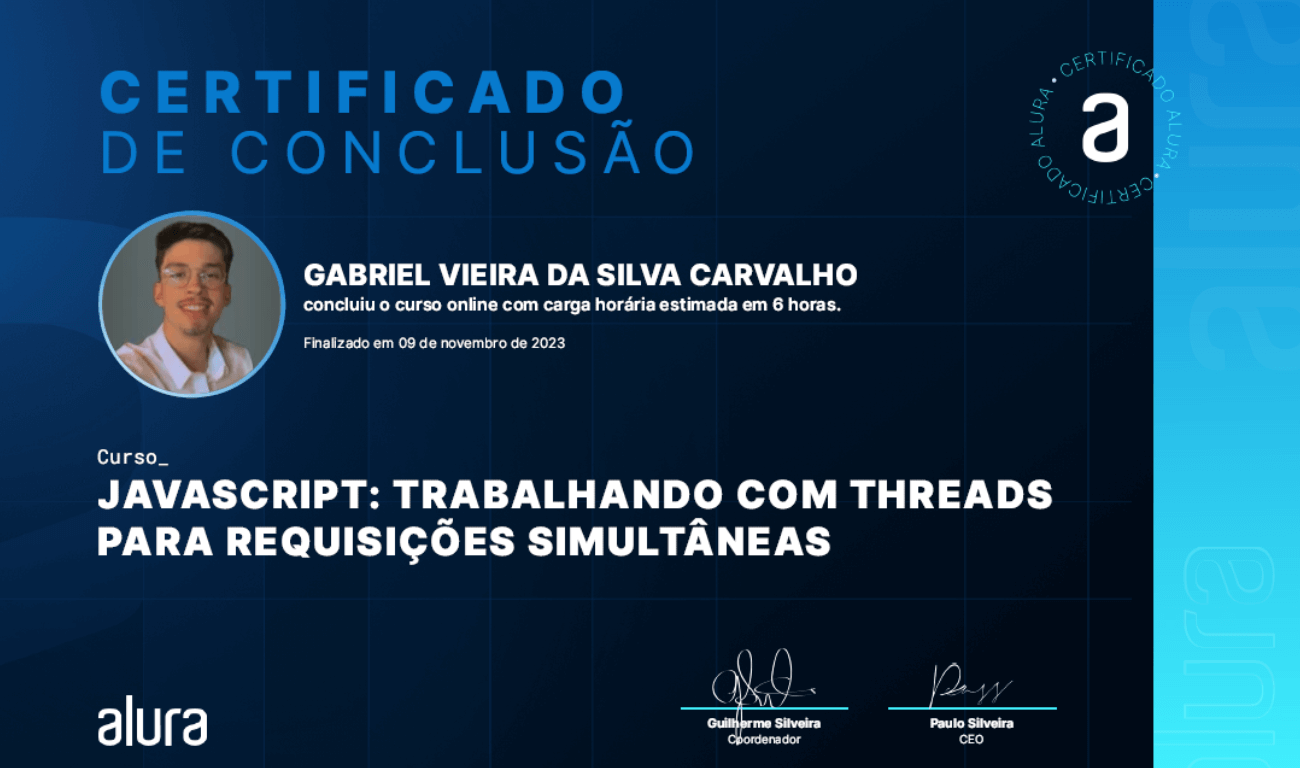 CERTIFICADO
DE CONCLUSÃO
CERTIFICADO ALURA • CERTIFICADO ALURA •
a
alura
GABRIEL VIEIRA DA SILVA CARVALHO
concluiu o curso online com carga horária estimada em 6 horas.
Finalizado em 09 de novembro de 2023
Curso_
JAVASCRIPT: TRABALHANDO COM THREADS
PARA REQUISIÇÕES SIMULTÂNEAS
alura
alura
Guilherme Silveira
Coordenador
Paulo Silveira
CEO